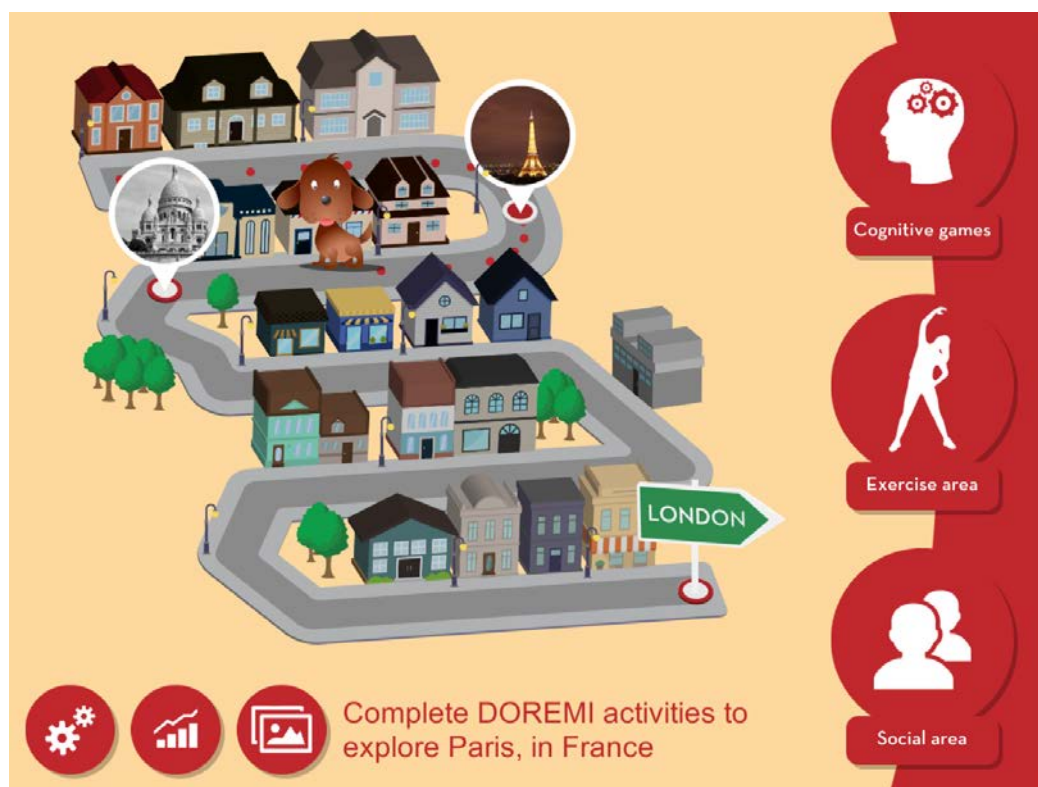 Cognitive games
Exercise area
LONDON
Social area
Complete DOREMI activities to
explore Paris, in France